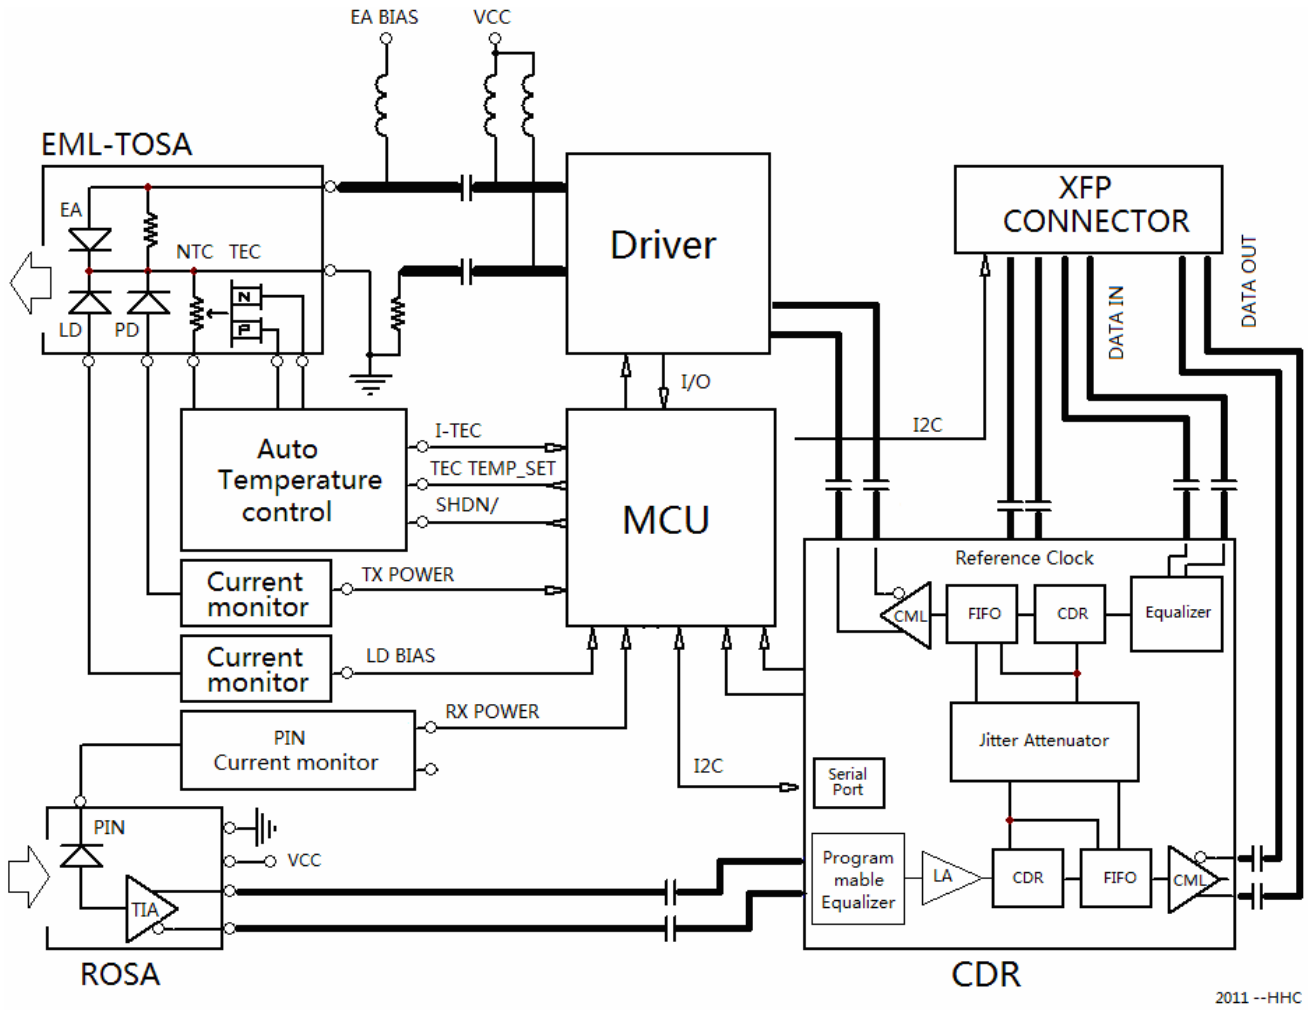 EA BIAS
VCC
EML-TOSA
EA
NTC TEC
LD
PD
N
P
Driver
XFP
CONNECTOR
DATA IN
DATA OUT
I/O
I2C
Auto
Temperature
control
I-TEC
TEC TEMP_SET
SHDN/
MCU
Current
monitor
TX POWER
Current
monitor
LD BIAS
PIN
Current monitor
RX POWER
I2C
Reference Clock
CML
FIFO
CDR
Equalizer
Jitter Attenuator
Serial
Port
Program
mable
Equalizer
LA
CDR
FIFO
CML
PIN
VCC
TIA
ROSA
CDR
2011 --HHC